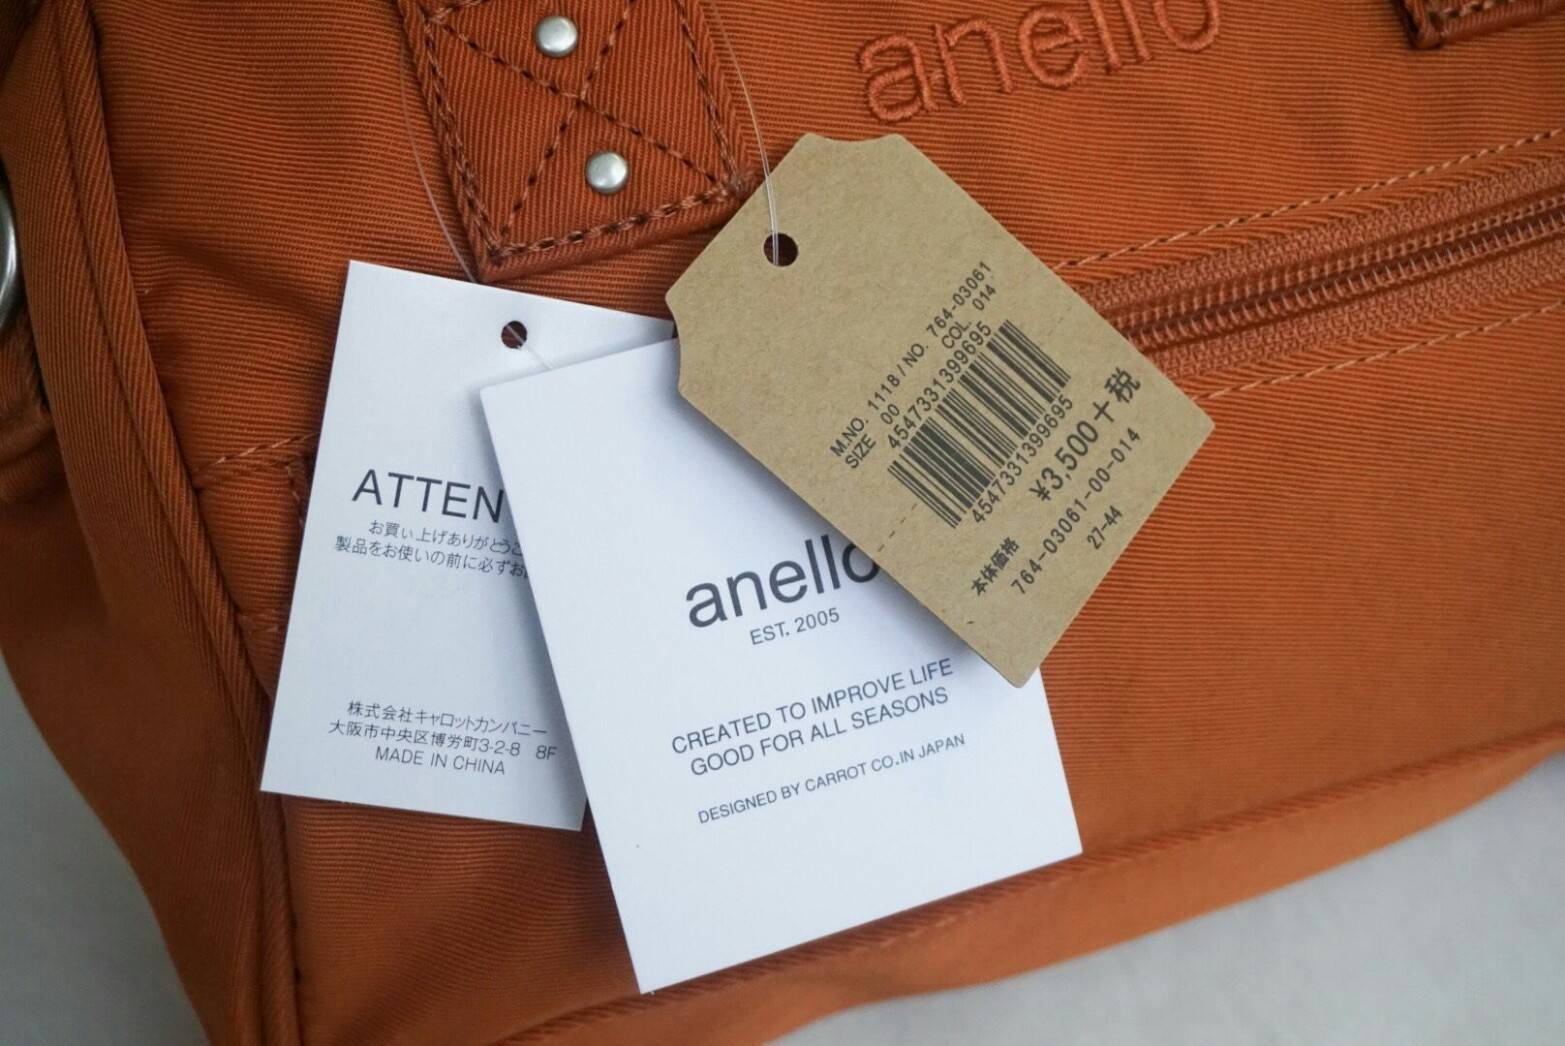 anello
M.NO. 1118 / NO. 764-03061
SIZE 00 COL 014
4547331399695
4547331399695
本体価格 ¥3,500+税
764-03061-00-014
27-44
ATTEN
お買い上げありがとうご
製品をお使いの前に必ずお
株式会社キャロットカンパニー
大阪市中央区博労町3-2-8 8F
MADE IN CHINA
anello
EST. 2005
CREATED TO IMPROVE LIFE
GOOD FOR ALL SEASONS
DESIGNED BY CARROT CO.IN JAPAN